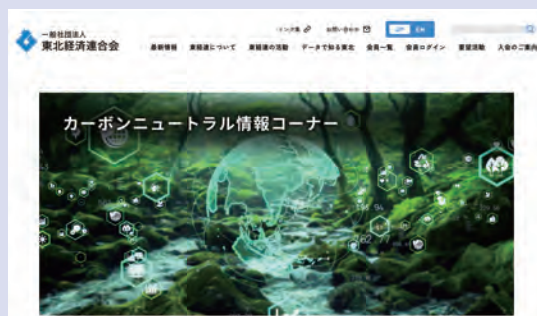 リンク集 お問い合わせ
一般社団法人
東北経済連合会
最新情報 東経連について 東経連の活動 データで知る東北 会員一覧 会員ログイン 要望活動 入会のご案内
カーボンニュートラル情報コーナー